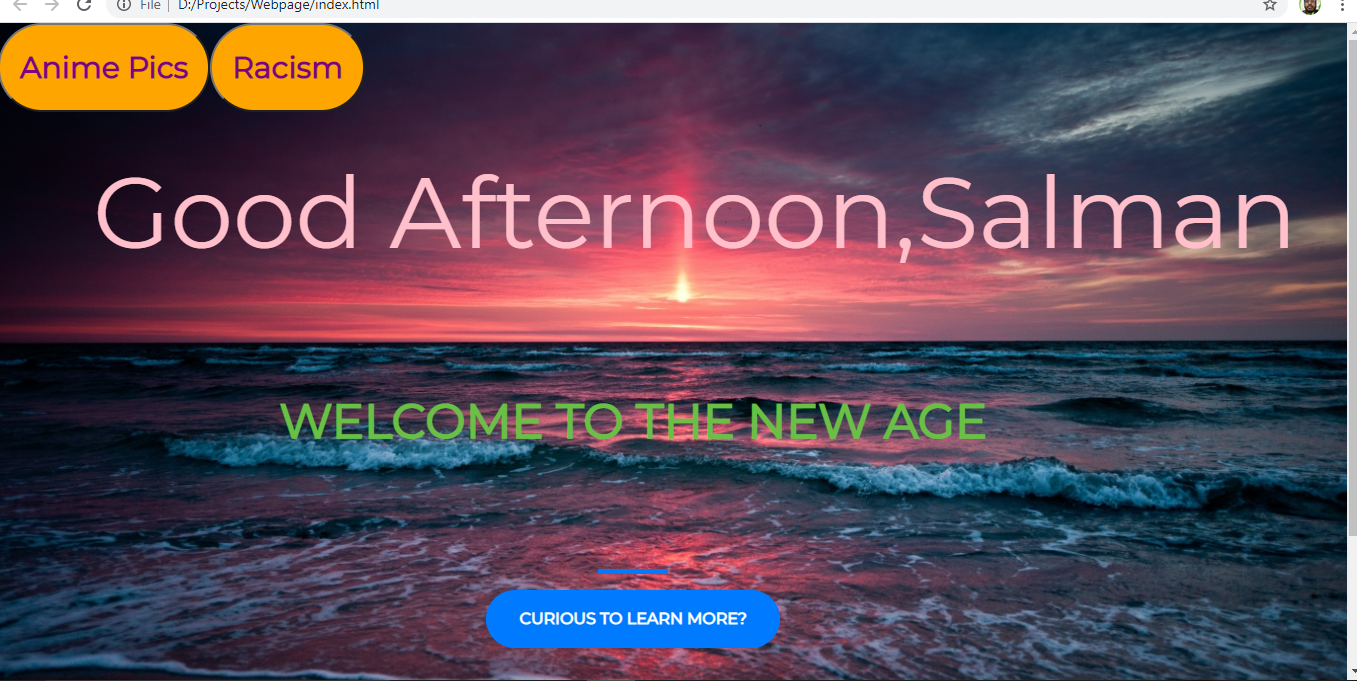 File | D:/Projects/Webpage/index.html
Anime Pics Racism
Good Afternoon,Salman
WELCOME TO THE NEW AGE
CURIOUS TO LEARN MORE?